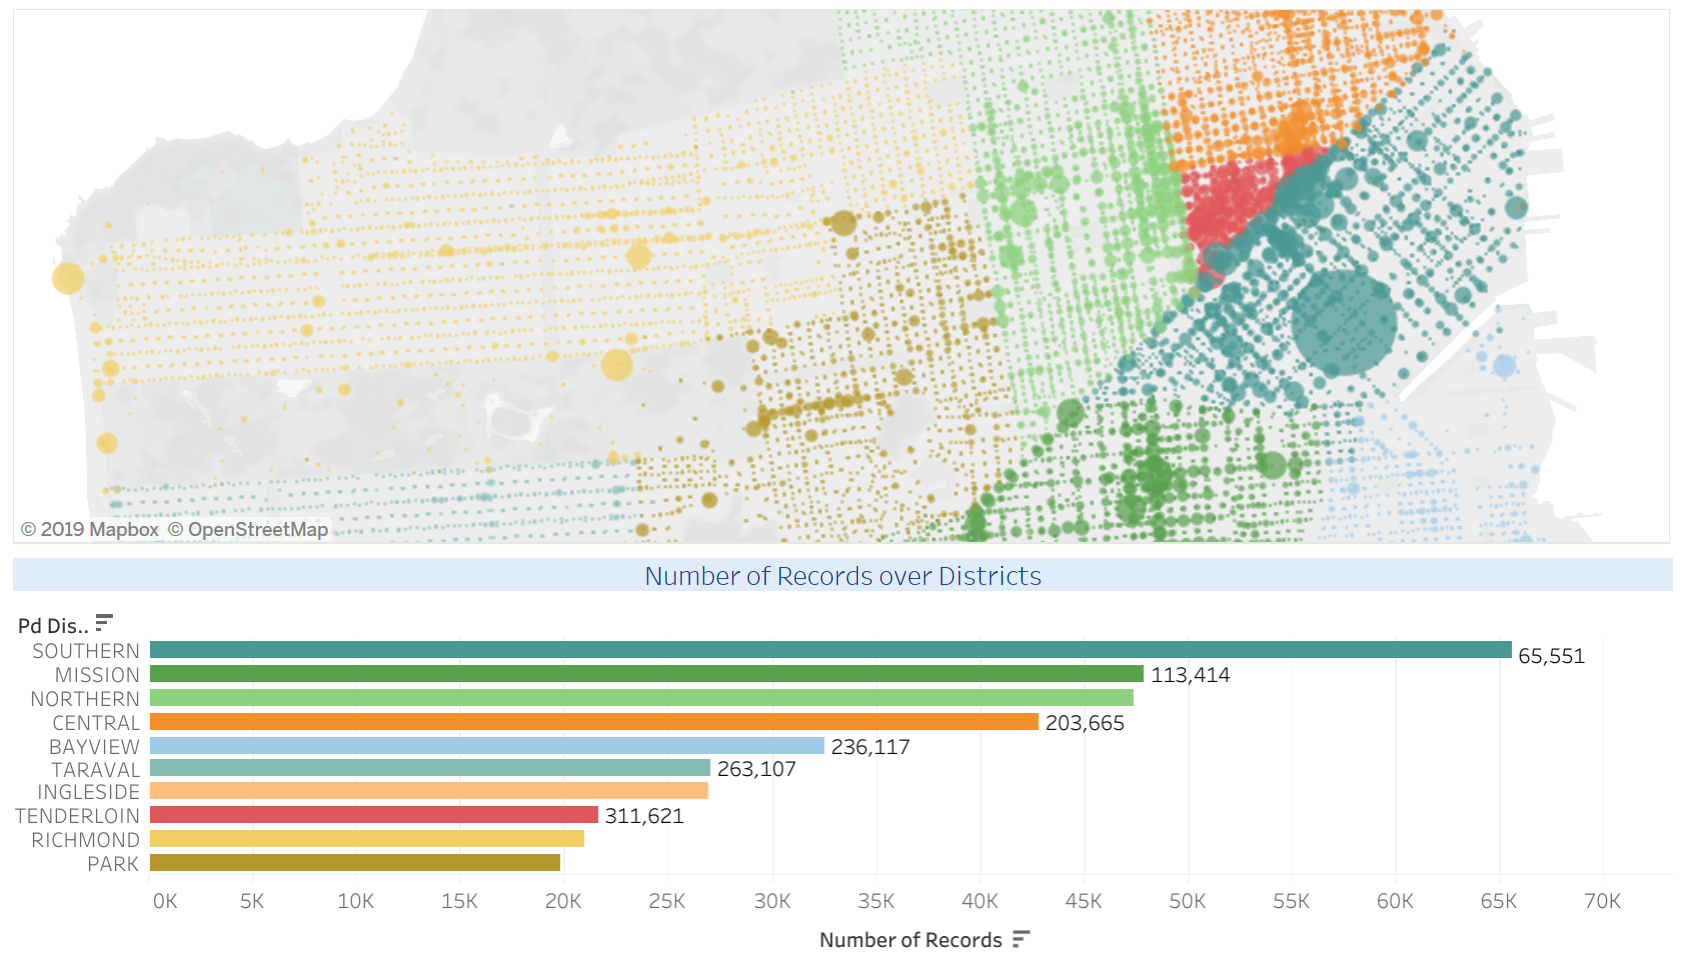 © 2019 Mapbox © OpenStreetMap
Number of Records over Districts
Pd Dis..
SOUTHERN 65,551
MISSION 113,414
NORTHERN
CENTRAL 203,665
BAYVIEW 236,117
TARAVAL 263,107
INGLESIDE
TENDERLOIN 311,621
RICHMOND
PARK
0K 5K 10K 15K 20K 25K 30K 35K 40K 45K 50K 55K 60K 65K 70K
Number of Records